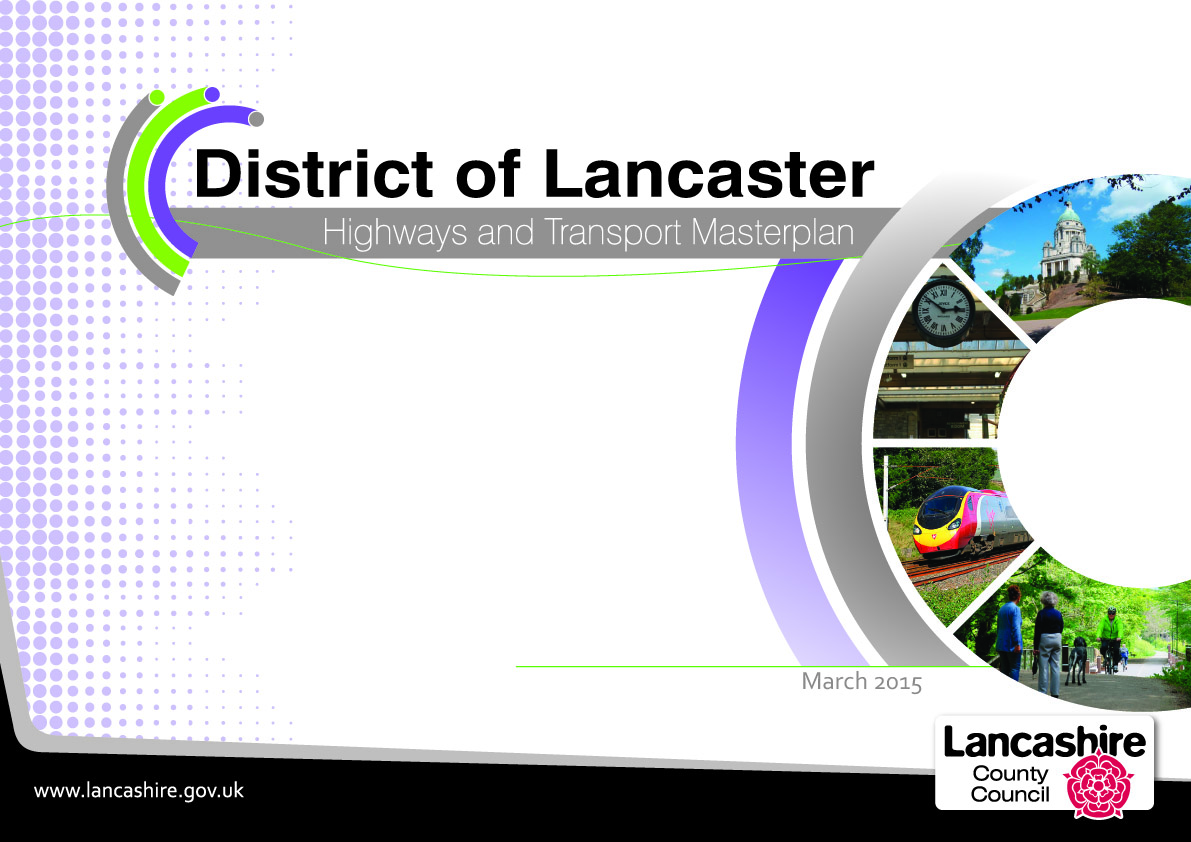 District of Lancaster
Highways and Transport Masterplan
March 2015
www.lancashire.gov.uk
Lancashire
County
Council